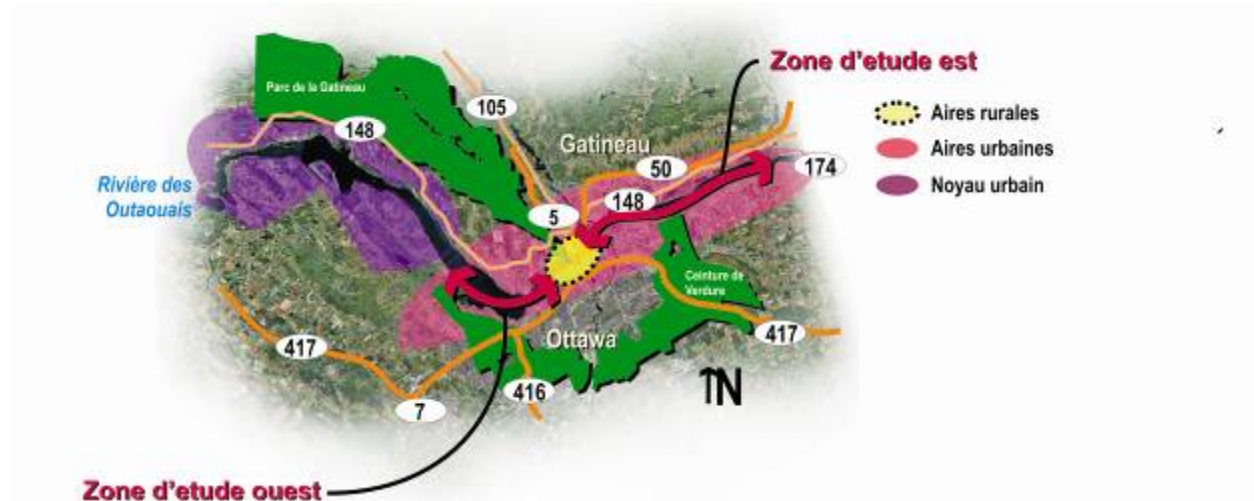 Zone d'etude est
Parc de la Gatineau
105
Aires rurales
148
Gatineau
Aires urbaines
50
174
Rivière des
Outaouais
Noyau urbain
148
5
Ceinture de
Verdure
417
Ottawa
417
416
N
7
Zone d'etude ouest